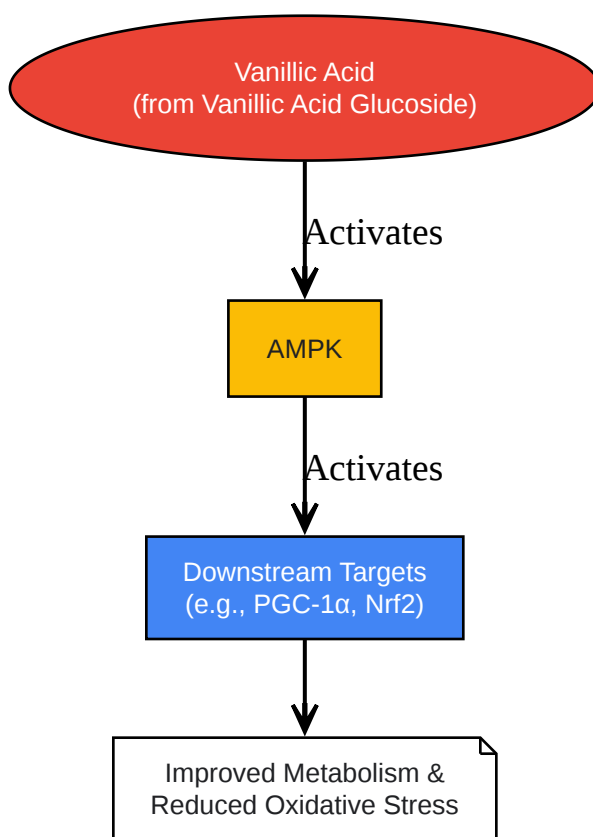 Vanillic Acid
(from Vanillic Acid Glucoside)
Activates
AMPK
Activates
Downstream Targets
(e.g., PGC-1α, Nrf2)
Improved Metabolism &
Reduced Oxidative Stress